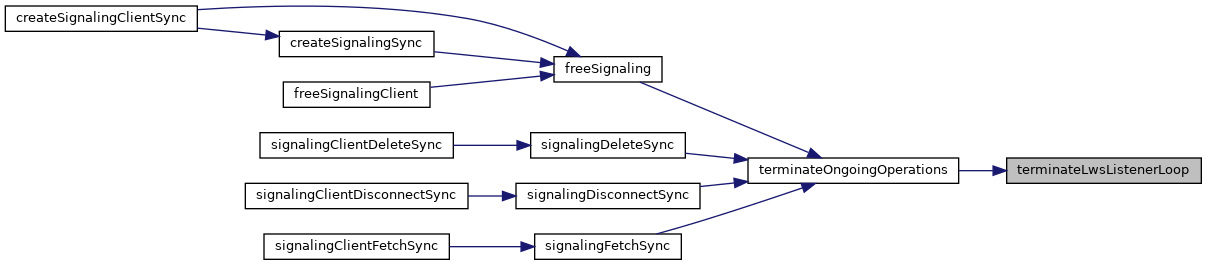 createSignalingClientSync
createSignalingSync
freeSignaling
freeSignalingClient
signalingClientDeleteSync
signalingDeleteSync
terminateOngoingOperations
terminateLwsListenerLoop
signalingClientDisconnectSync
signalingDisconnectSync
signalingClientFetchSync
signalingFetchSync